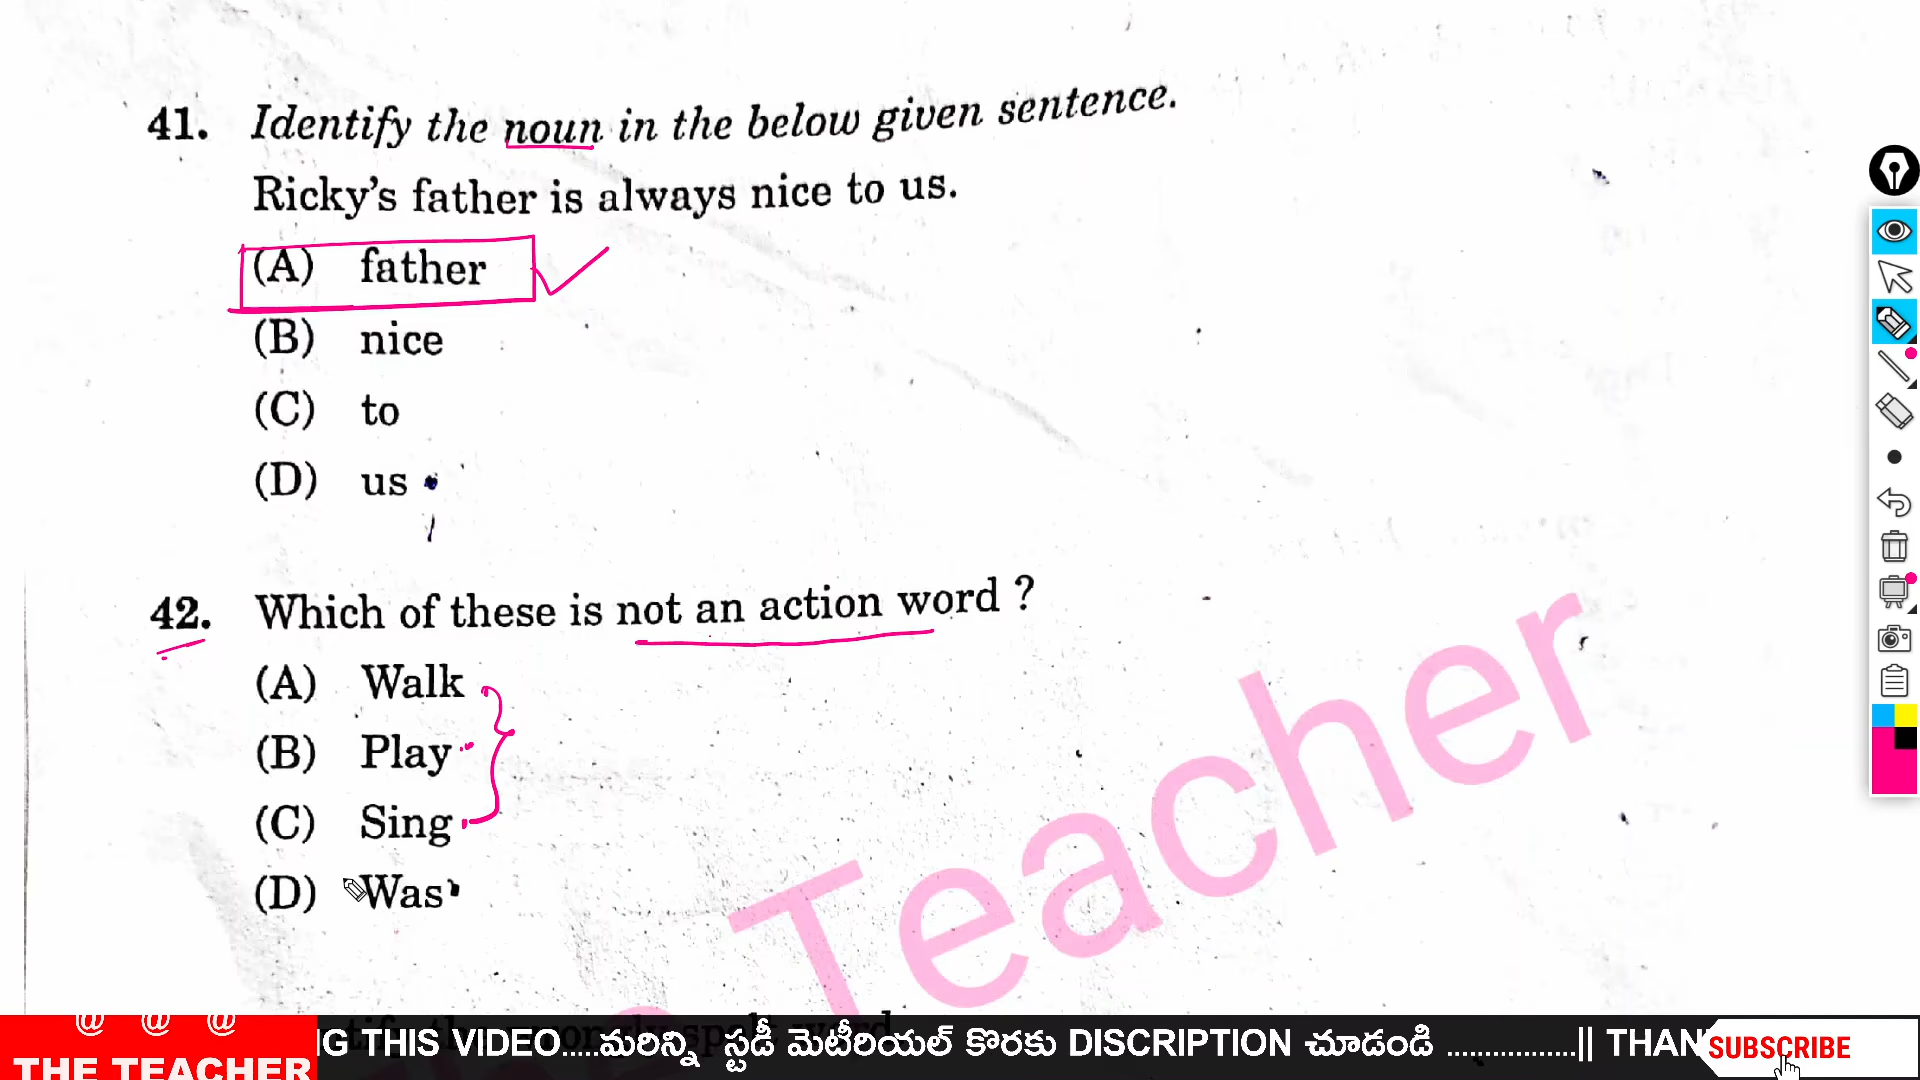 41. Identify the noun in the below given sentence.
Ricky's father is always nice to us.
(A) father
(B) nice
(C) to
(D) us
42. Which of these is not an action word ?
(A) Walk
(B) Play
(C) Sing
(D) Was
Teacher
@ @ @
THE TEACHER
G THIS VIDEO....మరిన్ని స్టడీ మెటీరియల్ కొరకు DISCRIPTION చూడండి ................|| THAN
SUBSCRIBE